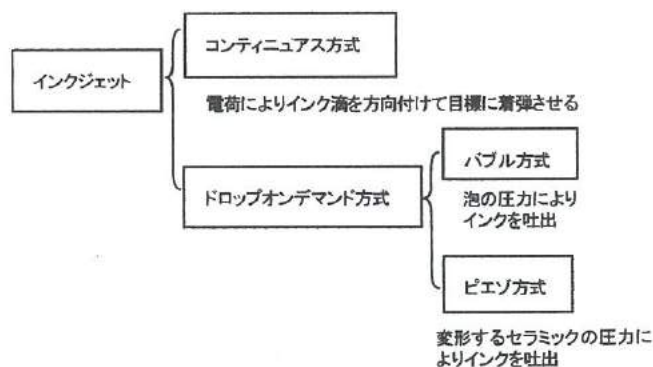 コンティニュアス方式
インクジェット
電荷によりインク滴を方向付けて目標に着弾させる
バブル方式
ドロップオンデマンド方式
泡の圧力により
インクを吐出
ピエゾ方式
変形するセラミックの圧力に
よりインクを吐出